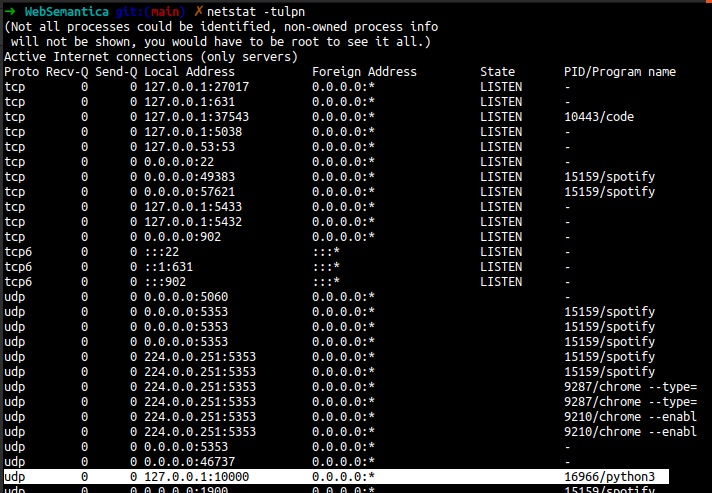 ➜ WebSemantica git:(main) ✗ netstat -tulpn
(Not all processes could be identified, non-owned process info
will not be shown, you would have to be root to see it all.)
Active Internet connections (only servers)
Proto Recv-Q Send-Q Local Address Foreign Address State PID/Program name
tcp 0 0 127.0.0.1:27017 0.0.0.0:* LISTEN -
tcp 0 0 127.0.0.1:631 0.0.0.0:* LISTEN -
tcp 0 0 127.0.0.1:37543 0.0.0.0:* LISTEN 10443/code
tcp 0 0 127.0.0.1:5038 0.0.0.0:* LISTEN -
tcp 0 0 127.0.0.53:53 0.0.0.0:* LISTEN -
tcp 0 0 0.0.0.0:22 0.0.0.0:* LISTEN -
tcp 0 0 0.0.0.0:49383 0.0.0.0:* LISTEN 15159/spotify
tcp 0 0 0.0.0.0:57621 0.0.0.0:* LISTEN 15159/spotify
tcp 0 0 127.0.0.1:5433 0.0.0.0:* LISTEN -
tcp 0 0 127.0.0.1:5432 0.0.0.0:* LISTEN -
tcp 0 0 0.0.0.0:902 0.0.0.0:* LISTEN -
tcp6 0 0 :::22 :::* LISTEN -
tcp6 0 0 ::1:631 :::* LISTEN -
tcp6 0 0 :::902 :::* LISTEN -
udp 0 0 0.0.0.0:5060 0.0.0.0:* -
udp 0 0 0.0.0.0:5353 0.0.0.0:* 15159/spotify
udp 0 0 0.0.0.0:5353 0.0.0.0:* 15159/spotify
udp 0 0 0.0.0.0:5353 0.0.0.0:* 15159/spotify
udp 0 0 224.0.0.251:5353 0.0.0.0:* 15159/spotify
udp 0 0 224.0.0.251:5353 0.0.0.0:* 15159/spotify
udp 0 0 224.0.0.251:5353 0.0.0.0:* 9287/chrome --type=
udp 0 0 224.0.0.251:5353 0.0.0.0:* 9287/chrome --type=
udp 0 0 224.0.0.251:5353 0.0.0.0:* 9210/chrome --enabl
udp 0 0 224.0.0.251:5353 0.0.0.0:* 9210/chrome --enabl
udp 0 0 0.0.0.0:5353 0.0.0.0:* -
udp 0 0 0.0.0.0:46737 0.0.0.0:* -
udp 0 0 127.0.0.1:10000 0.0.0.0:* 16966/python3
udp 0 0 0.0.0.0:1900 0.0.0.0:* 15159/spotify